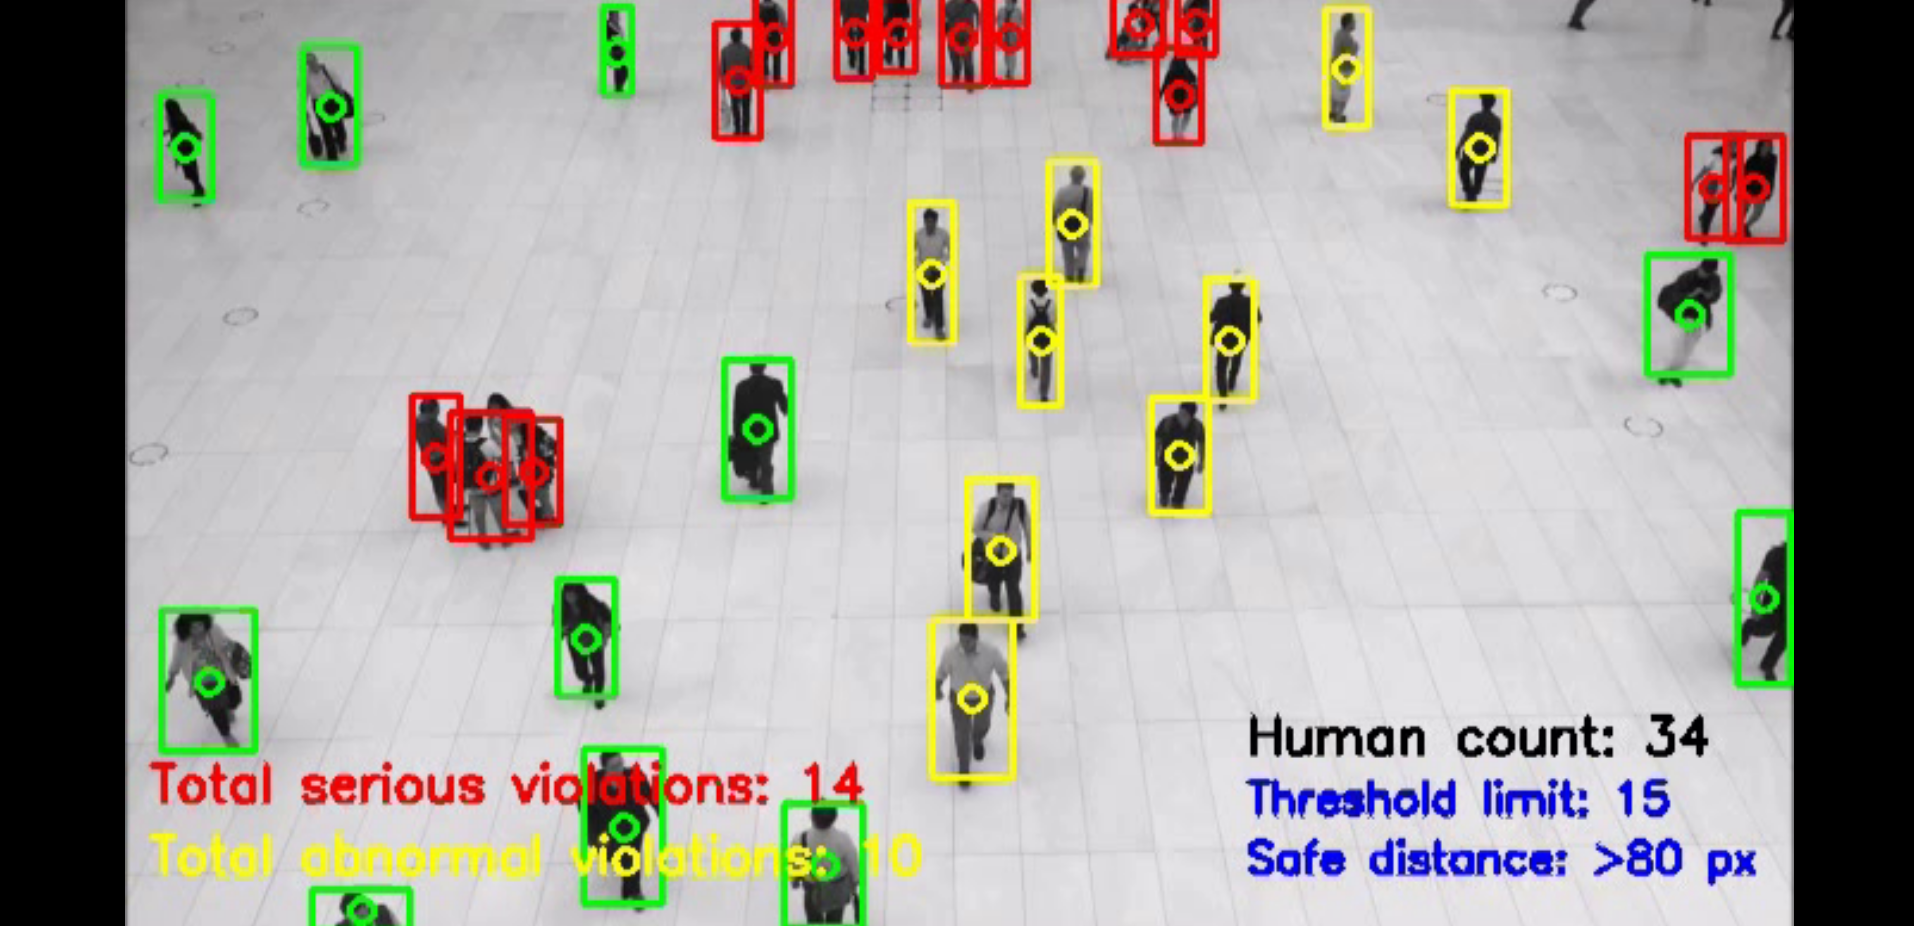 Human count: 34
Total serious violations: 14
Threshold limit: 15
Total abnormal violations: 10
Safe distance: >80 px